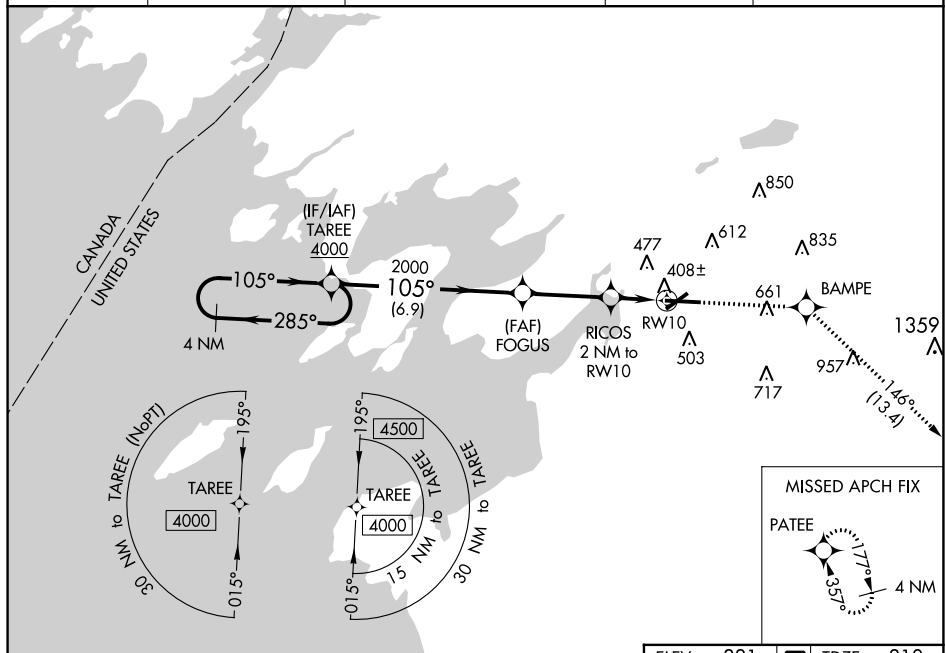 CANADA
UNITED STATES
(IF/IAF)
TAREE
4000
105°
285°
4 NM
2000
105°
(6.9)
(FAF)
FOGUS
RICOS
2 NM to
RW10
RW10
477
408±
612
850
835
661
503
717
BAMPE
957
1359
146°
(13.4)
30 NM to TAREE (NoPT)
195°
TAREE
4000
015°
195°
4500
TAREE
4000
015°
15 NM to TAREE
30 NM to TAREE
MISSED APCH FIX
PATEE
177°
357°
4 NM